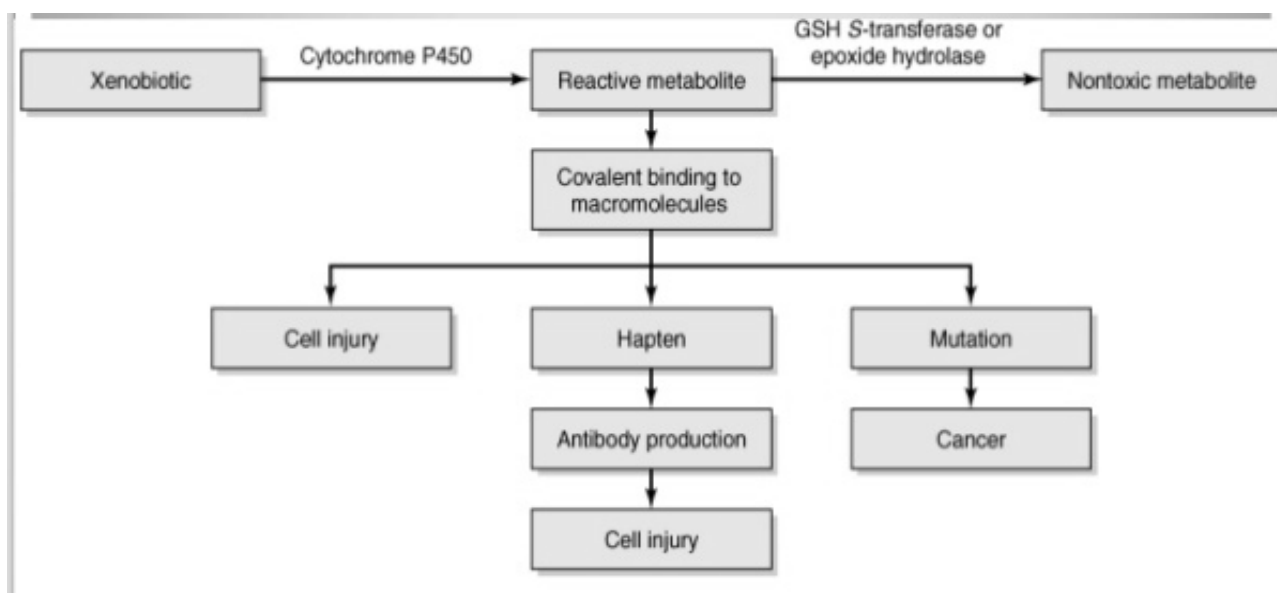 GSH S-transferase or
Cytochrome P450
epoxide hydrolase
Xenobiotic
Reactive metabolite
Nontoxic metabolite
Covalent binding to
macromolecules
Cell injury
Hapten
Mutation
Antibody production
Cancer
Cell injury